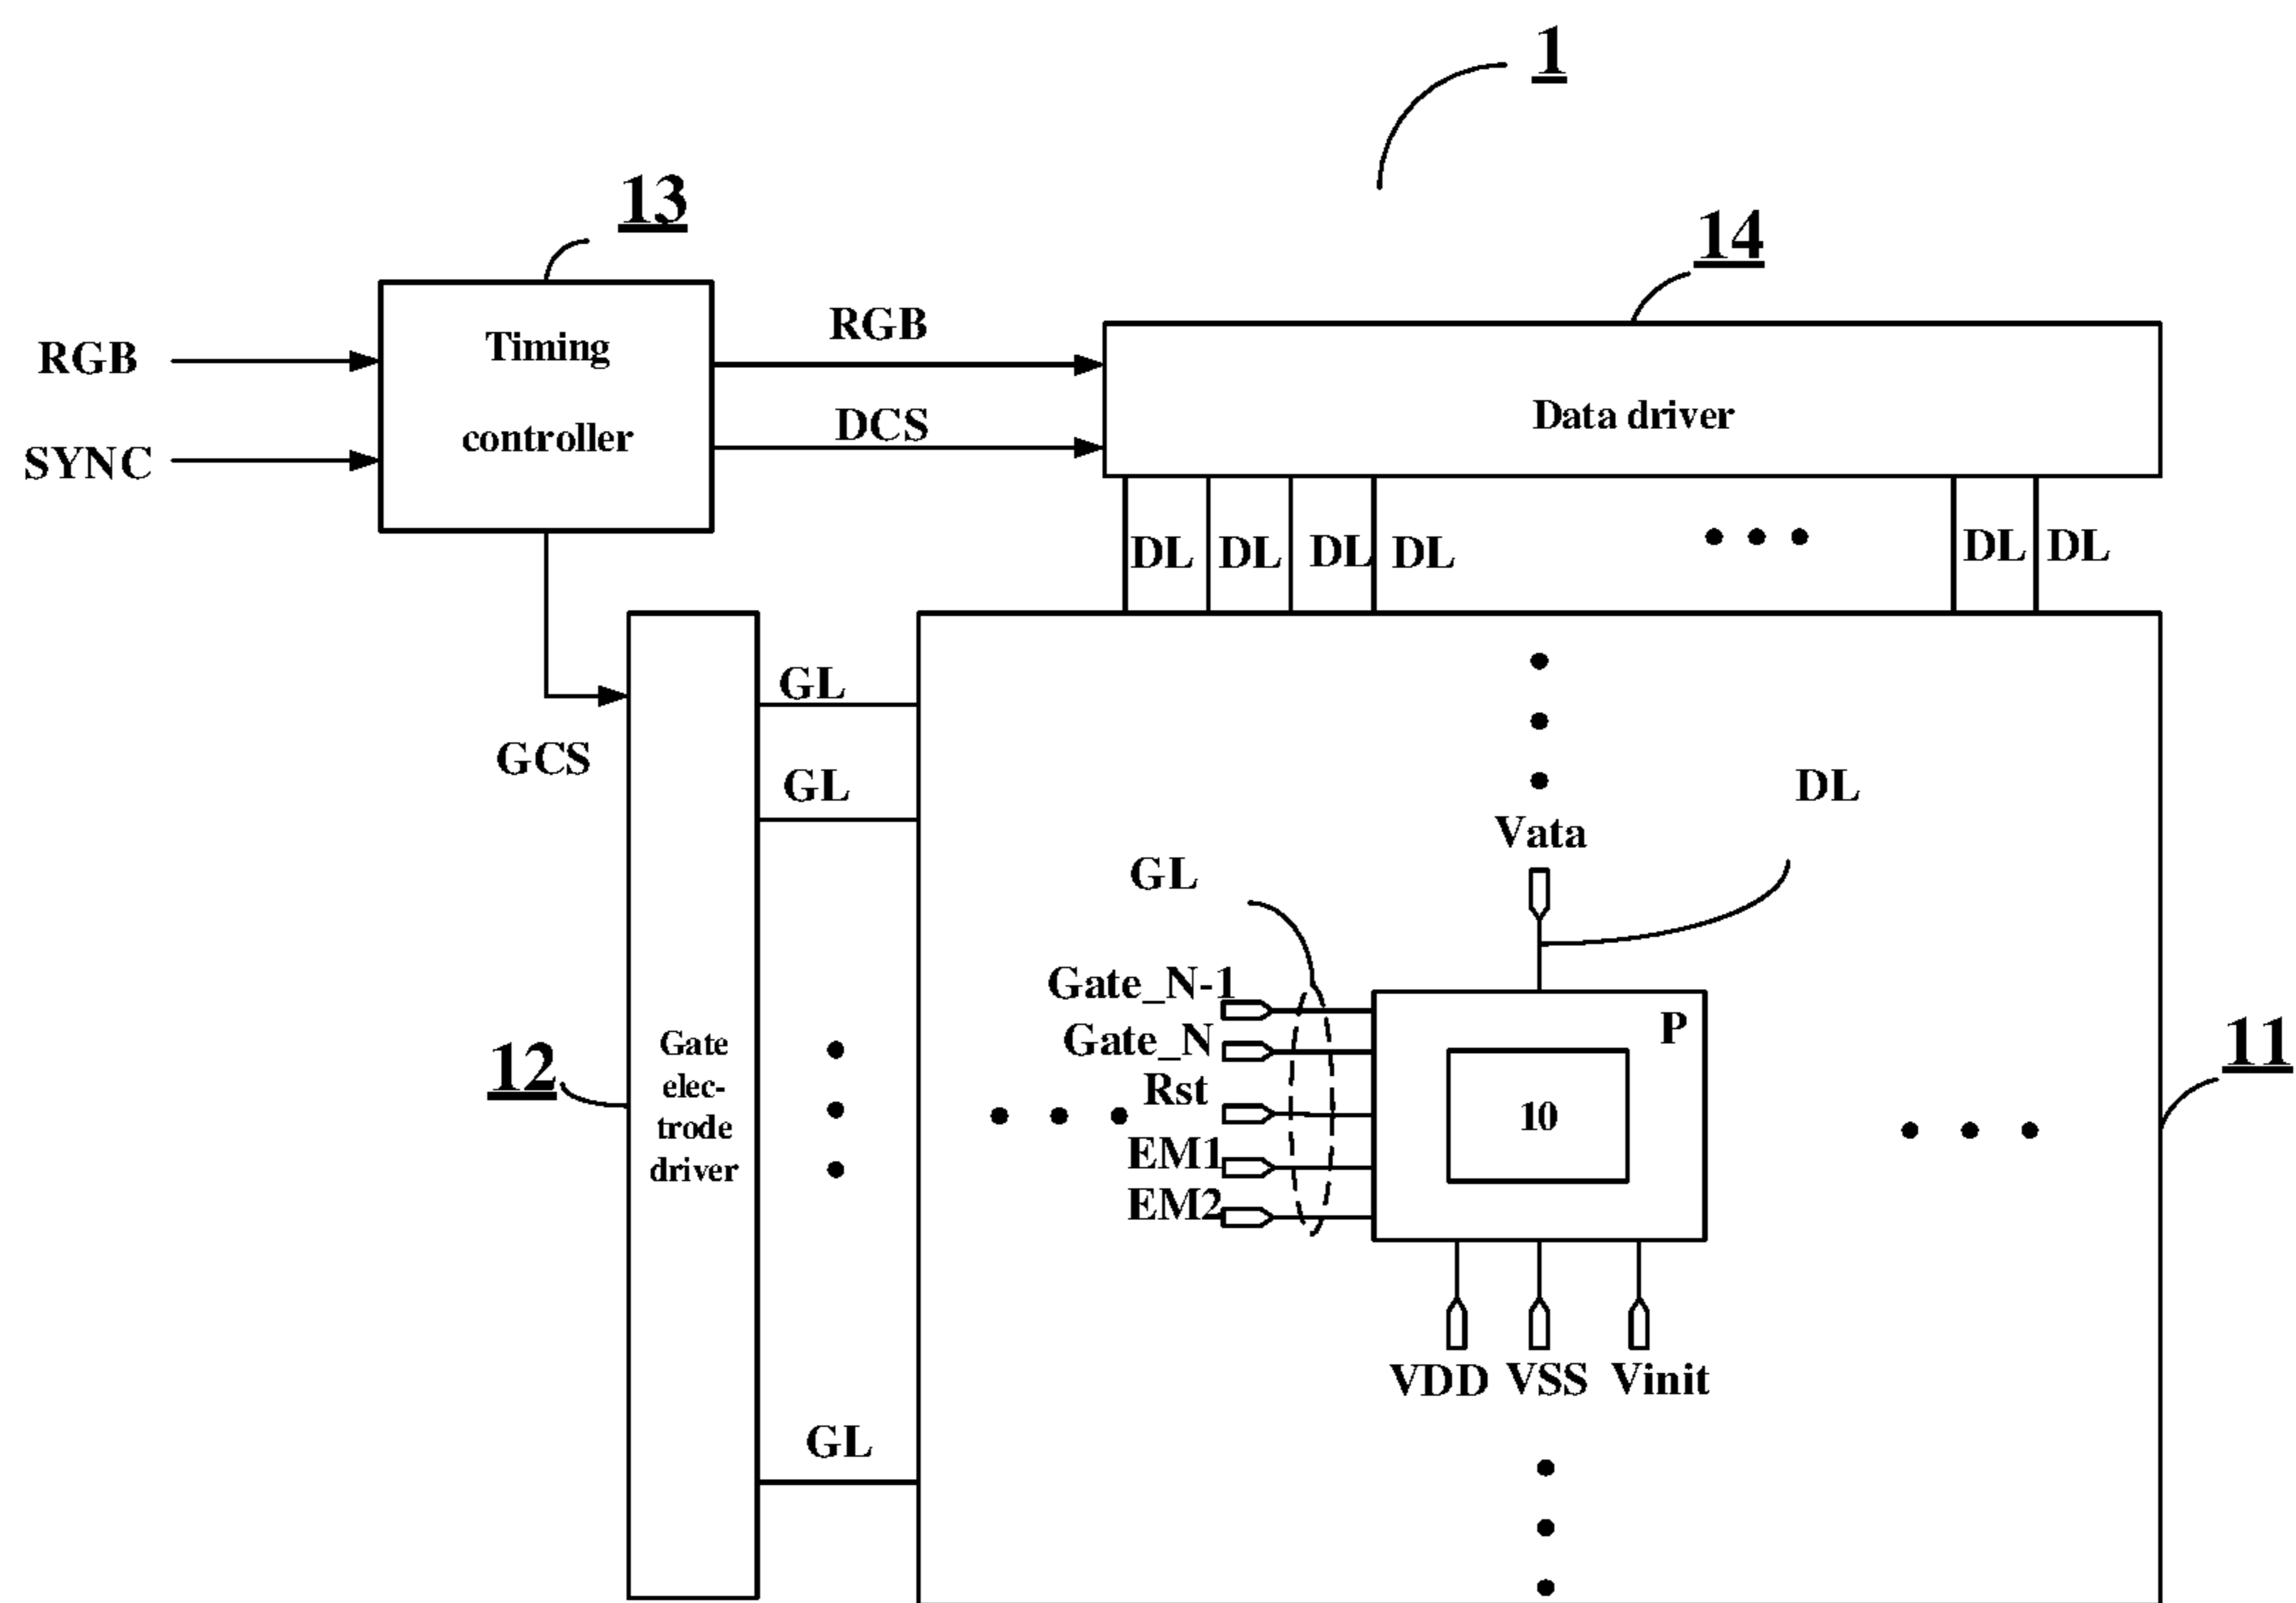 1
13
14
RGB
SYNC
Timing
controller
RGB
DCS
Data driver
DL DL DL DL DL DL
GCS
GL
GL
GL
12
Gate
elec-
trode
driver
Vata
DL
GL
Gate_N-1
Gate_N
Rst
EM1
EM2
P
10
11
VDD VSS Vinit